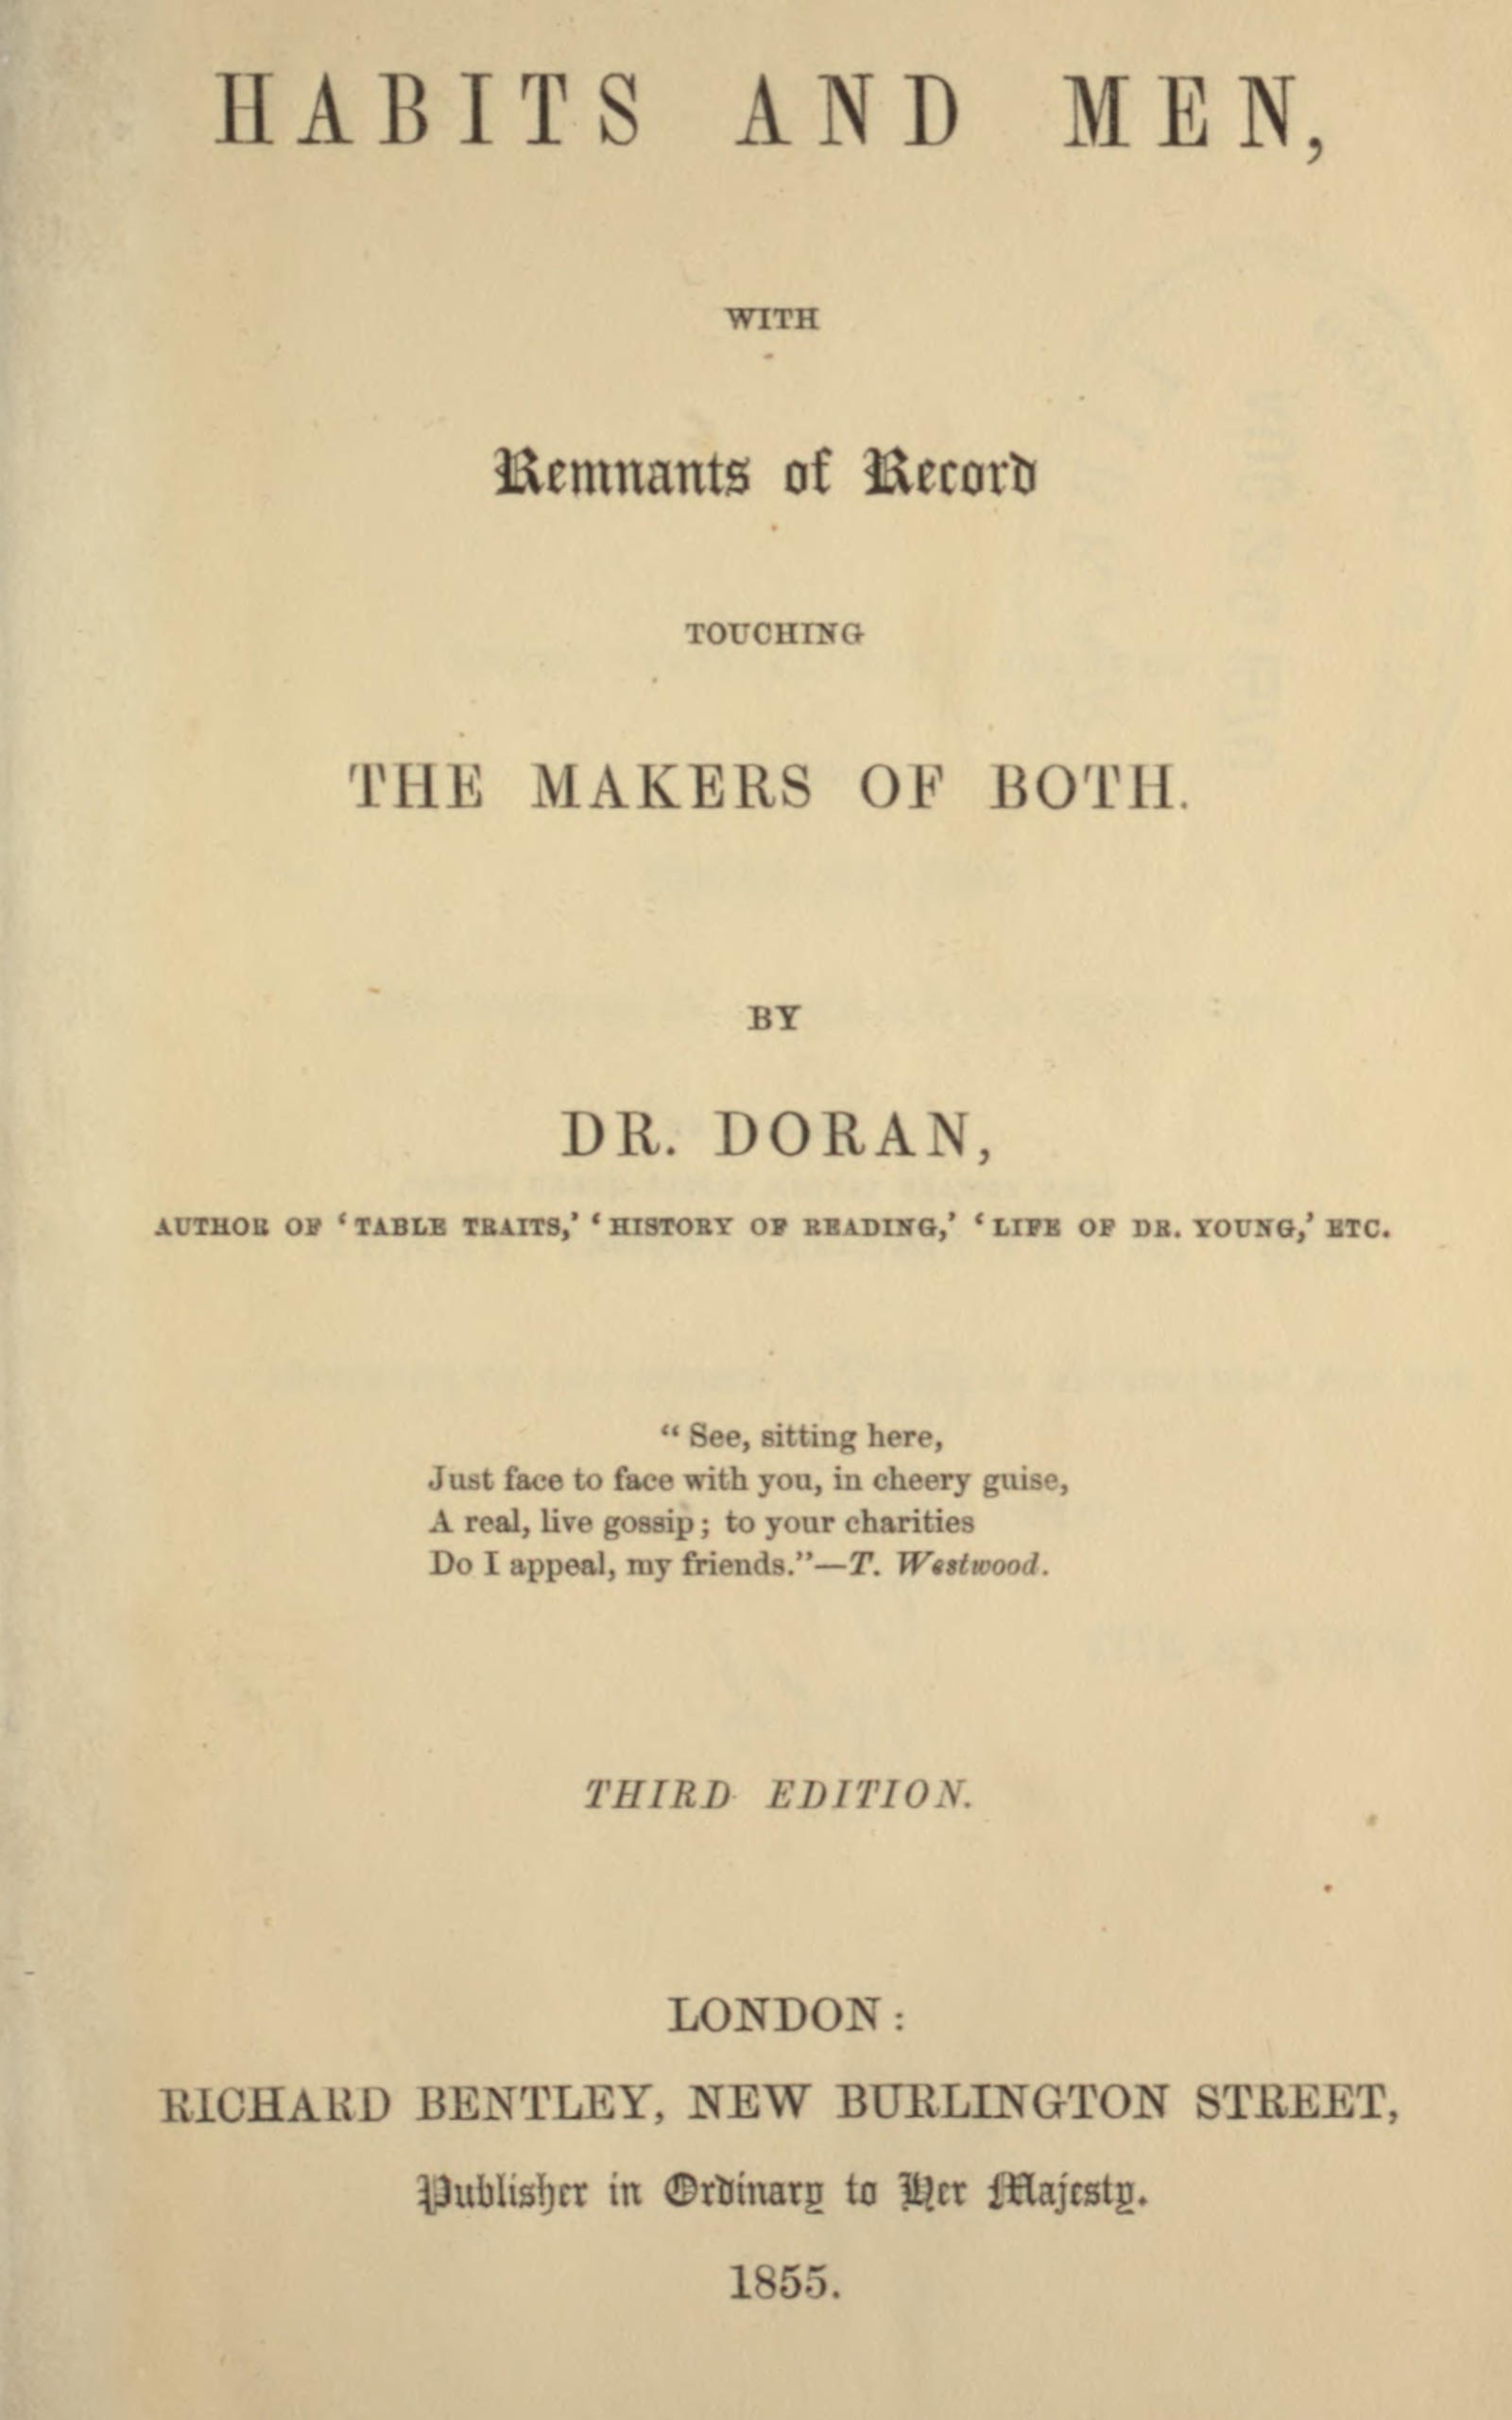 HABITS AND MEN,
WITH
Remnants of Record
TOUCHING
THE MAKERS OF BOTH.
BY
DR. DORAN,
AUTHOR OF ‘TABLE TRAITS,’ ‘HISTORY OF READING,’ ‘LIFE OF DR. YOUNG,’ ETC.
“See, sitting here,
Just face to face with you, in cheery guise,
A real, live gossip; to your charities
Do I appeal, my friends.”—T. Westwood.
THIRD EDITION.
LONDON:
RICHARD BENTLEY, NEW BURLINGTON STREET,
Publisher in Ordinary to Her Majesty.
1855.